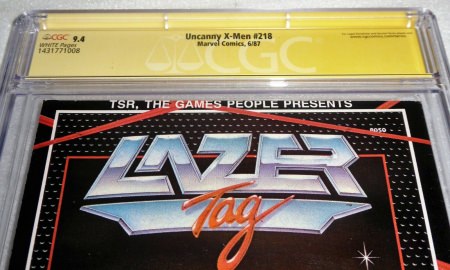 CGC 9.4
WHITE Pages
1431771008
Uncanny X-Men #218
Marvel Comics, 6/87
CGC
TSR, THE GAMES PEOPLE PRESENTS
LAZER
Tag